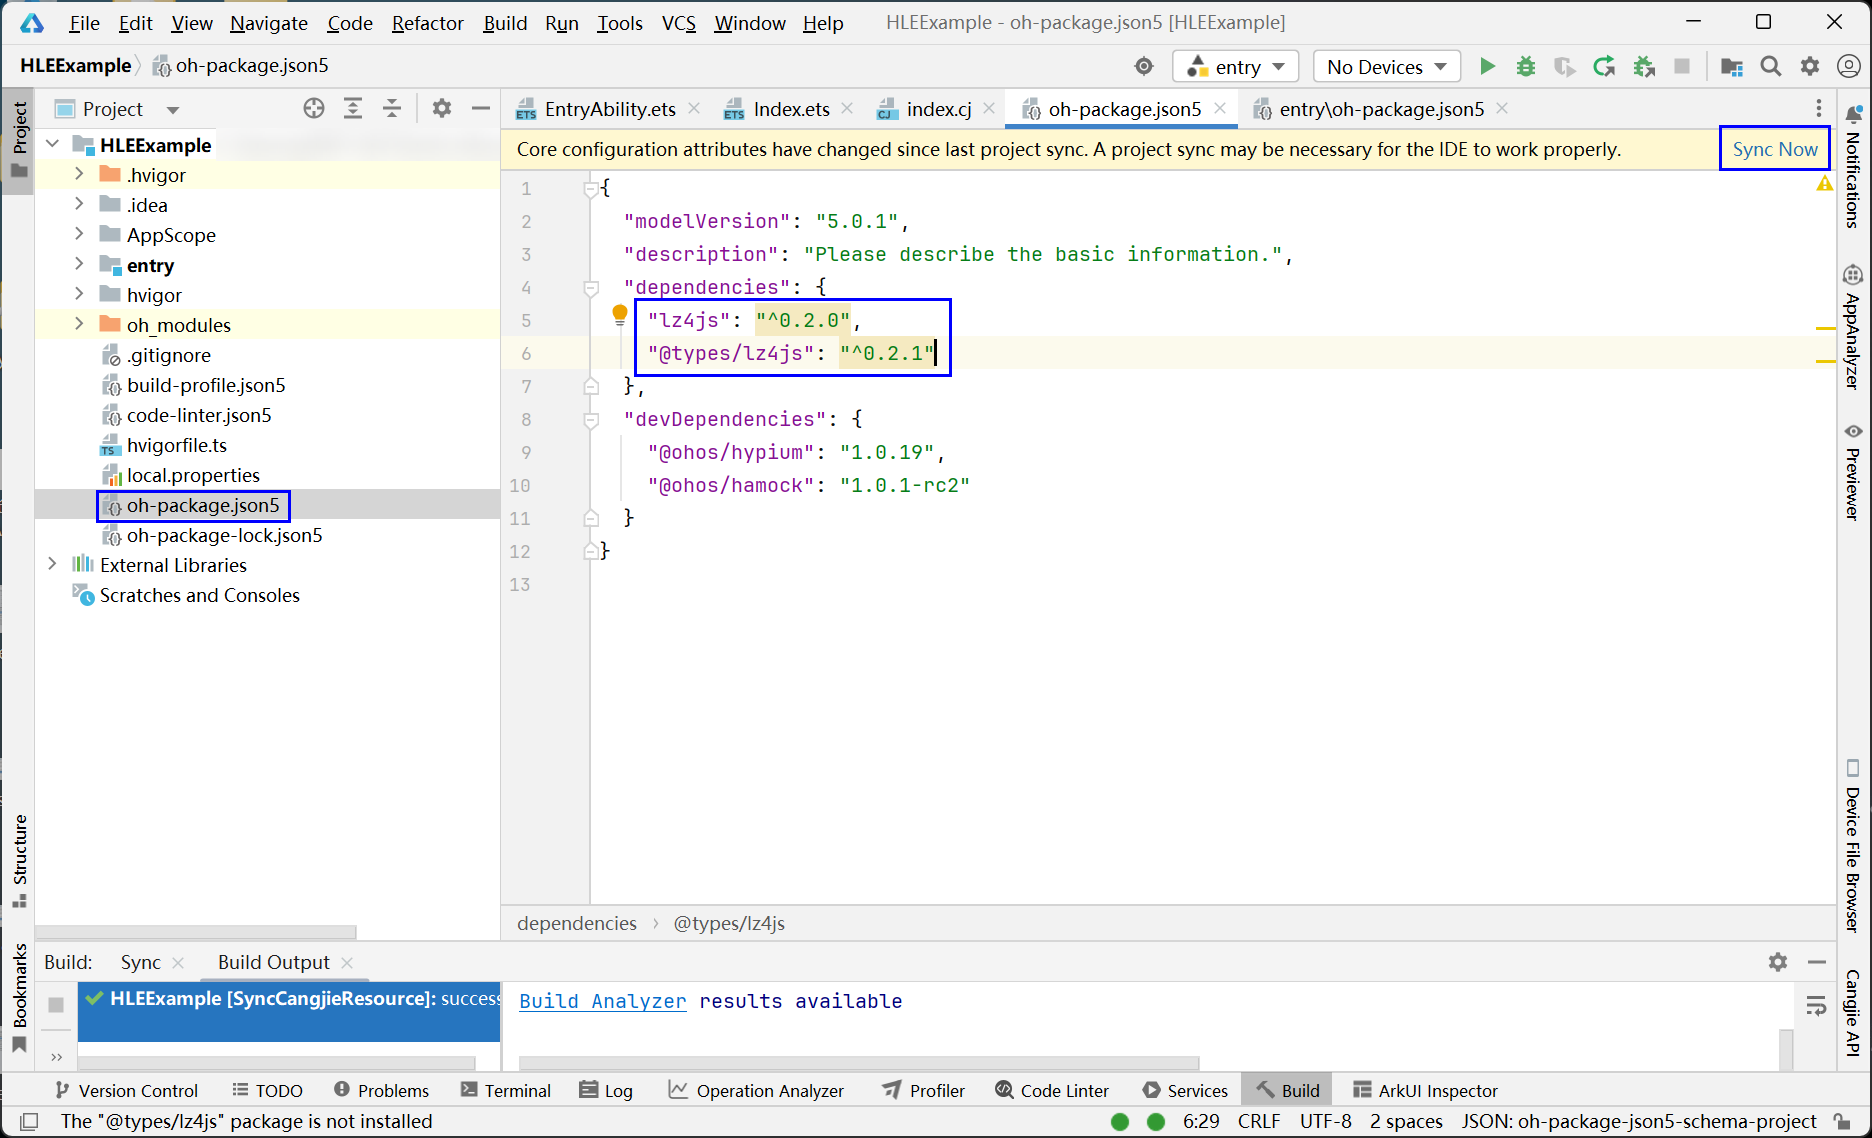 File Edit View Navigate Code Refactor Build Run Tools VCS Window Help HLEExample - oh-package.json5 [HLEExample]
HLEExample oh-package.json5 entry No Devices
Project
Project
EntryAbility.ets Index.ets index.cj oh-package.json5 entry\oh-package.json5
Core configuration attributes have changed since last project sync. A project sync may be necessary for the IDE to work properly. Sync Now
HLEExample
.hvigor
.idea
AppScope
entry
hvigor
oh_modules
.gitignore
build-profile.json5
code-linter.json5
hvigorfile.ts
local.properties
oh-package.json5
oh-package-lock.json5
External Libraries
Scratches and Consoles
1 {
2 "modelVersion": "5.0.1",
3 "description": "Please describe the basic information.",
4 "dependencies": {
5 "lz4js": "^0.2.0",
6 "@types/lz4js": "^0.2.1"
7 },
8 "devDependencies": {
9 "@ohos/hypium": "1.0.19",
10 "@ohos/hamock": "1.0.1-rc2"
11 }
12 }
13
dependencies › @types/lz4js
Notifications
AppAnalyzer
Previewer
Device File Browser
Cangjie API
Structure
Bookmarks
Build: Sync Build Output
HLEExample [SyncCangjieResource]: success
Build Analyzer results available
Version Control TODO Problems Terminal Log Operation Analyzer Profiler Code Linter Services Build ArkUI Inspector
The "@types/lz4js" package is not installed 6:29 CRLF UTF-8 2 spaces JSON: oh-package-json5-schema-project